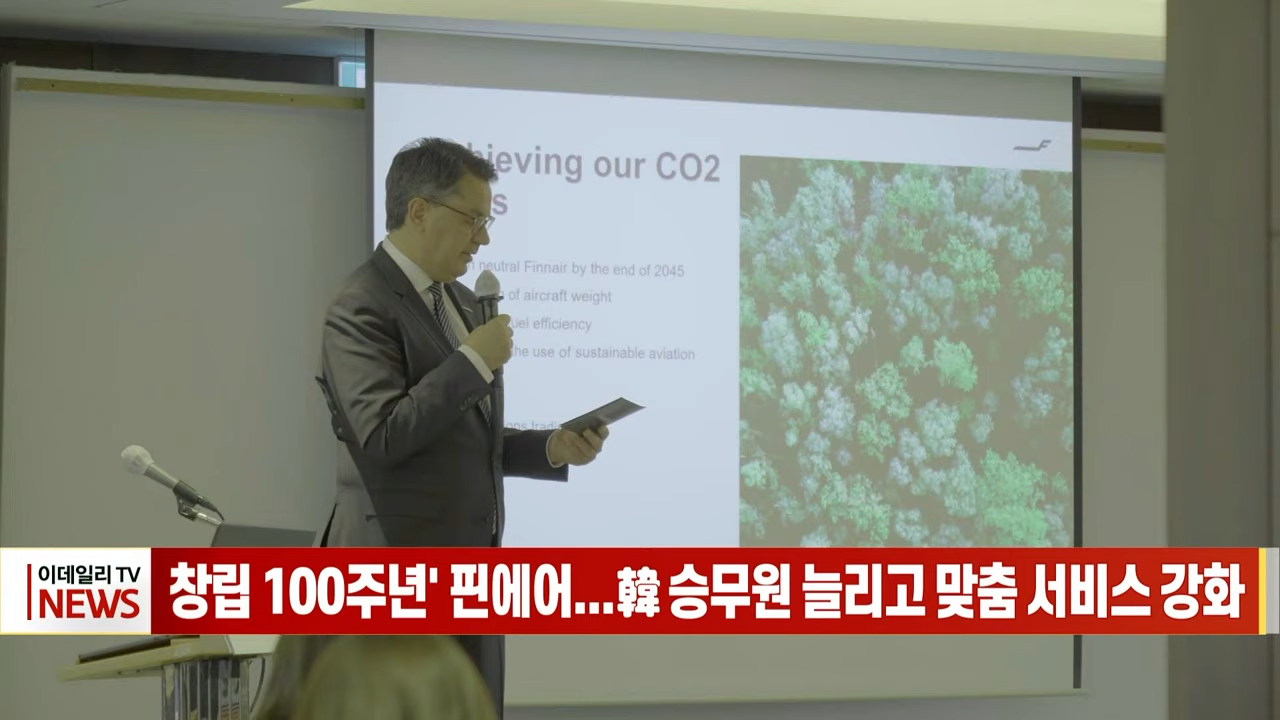 hieving our CO2
s
n neutral Finnair by the end of 2045
of aircraft weight
uel efficiency
the use of sustainable aviation
ons trad
이데일리 TV
NEWS
창립 100주년' 핀에어...韓 승무원 늘리고 맞춤 서비스 강화